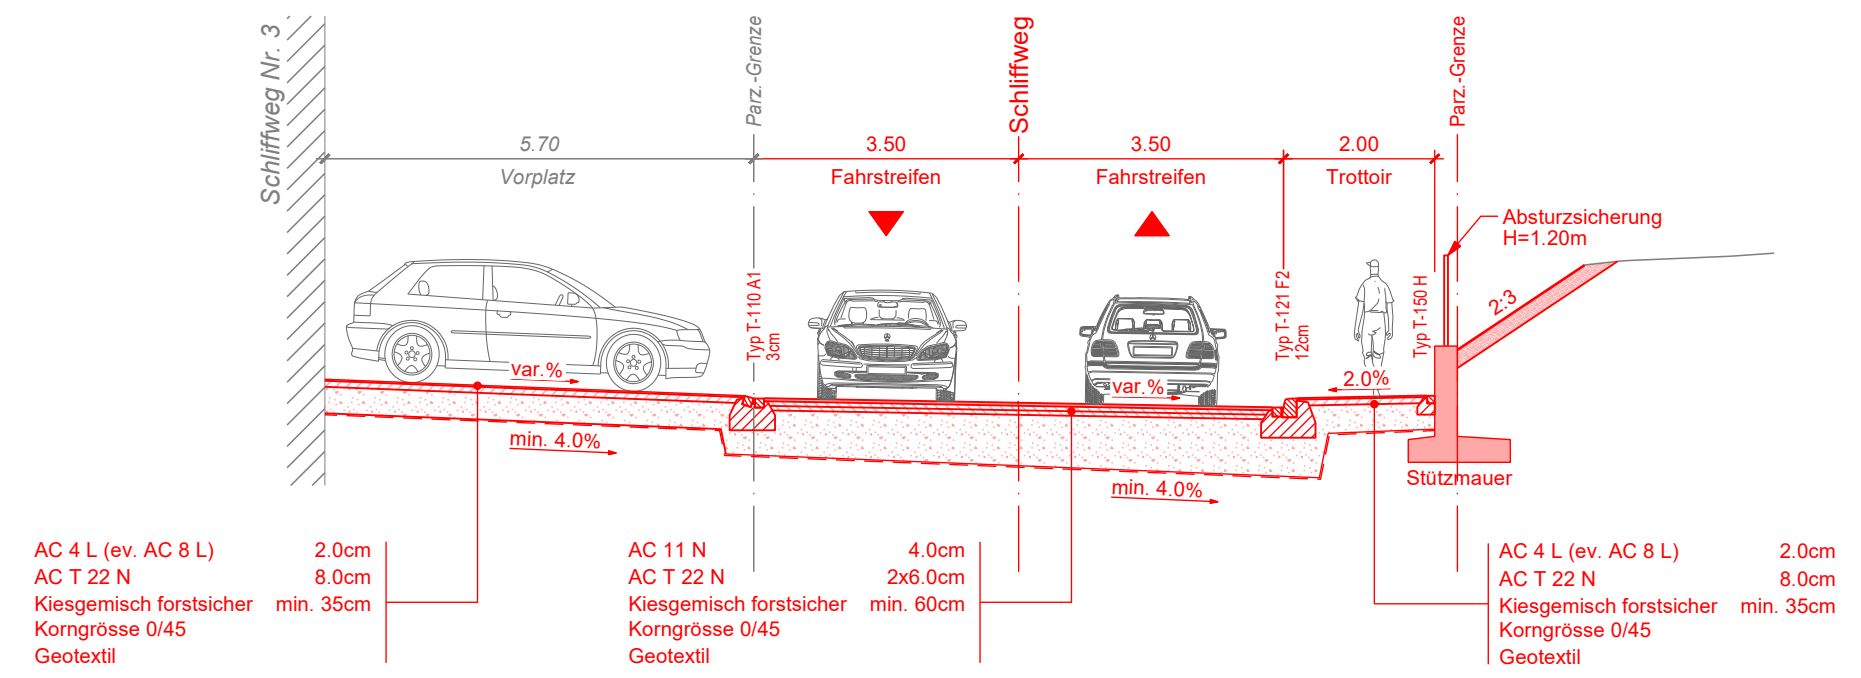 Schliffweg Nr. 3
Parz.-Grenze
Schliffweg
Parz.-Grenze
5.70
3.50
3.50
2.00
Vorplatz
Fahrstreifen
Fahrstreifen
Trottoir
Absturzsicherung
H=1.20m
Typ T-110 A1
3cm
Typ T-121 F2
12cm
Typ T-150 H
2:3
var.%
var.%
2.0%
min. 4.0%
min. 4.0%
Stützmauer
AC 4 L (ev. AC 8 L) 2.0cm
AC T 22 N 8.0cm
Kiesgemisch forstsicher min. 35cm
Korngrösse 0/45
Geotextil
AC 11 N 4.0cm
AC T 22 N 2x6.0cm
Kiesgemisch forstsicher min. 60cm
Korngrösse 0/45
Geotextil
AC 4 L (ev. AC 8 L) 2.0cm
AC T 22 N 8.0cm
Kiesgemisch forstsicher min. 35cm
Korngrösse 0/45
Geotextil